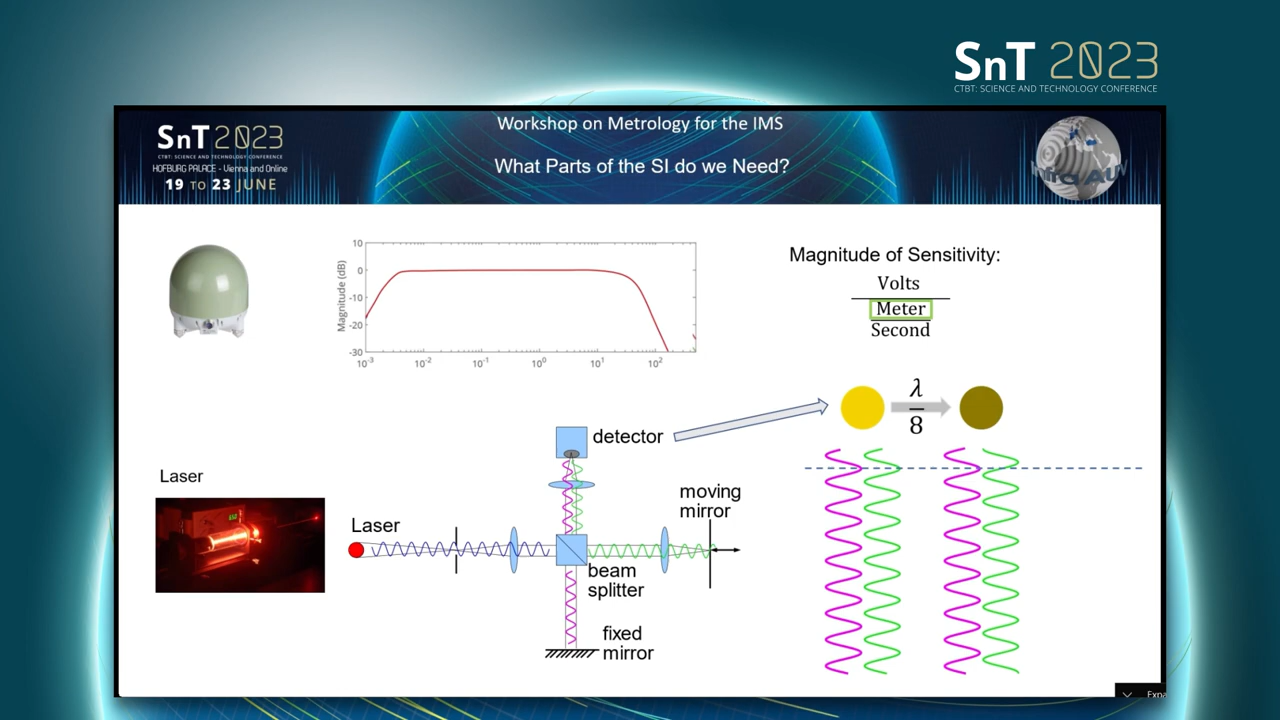 SnT 2023
CTBT: SCIENCE AND TECHNOLOGY CONFERENCE
SnT 2023
CTBT: SCIENCE AND TECHNOLOGY CONFERENCE
HOFBURG PALACE - Vienna and Online
19 TO 23 JUNE
Workshop on Metrology for the IMS
What Parts of the SI do we Need?
Magnitude (dB)
10
0
-10
-20
-30
10⁻³
10⁻²
10⁻¹
10⁰
10¹
10²
Magnitude of Sensitivity:
Volts
Meter
Second
λ
8
detector
Laser
Laser
moving
mirror
beam
splitter
fixed
mirror